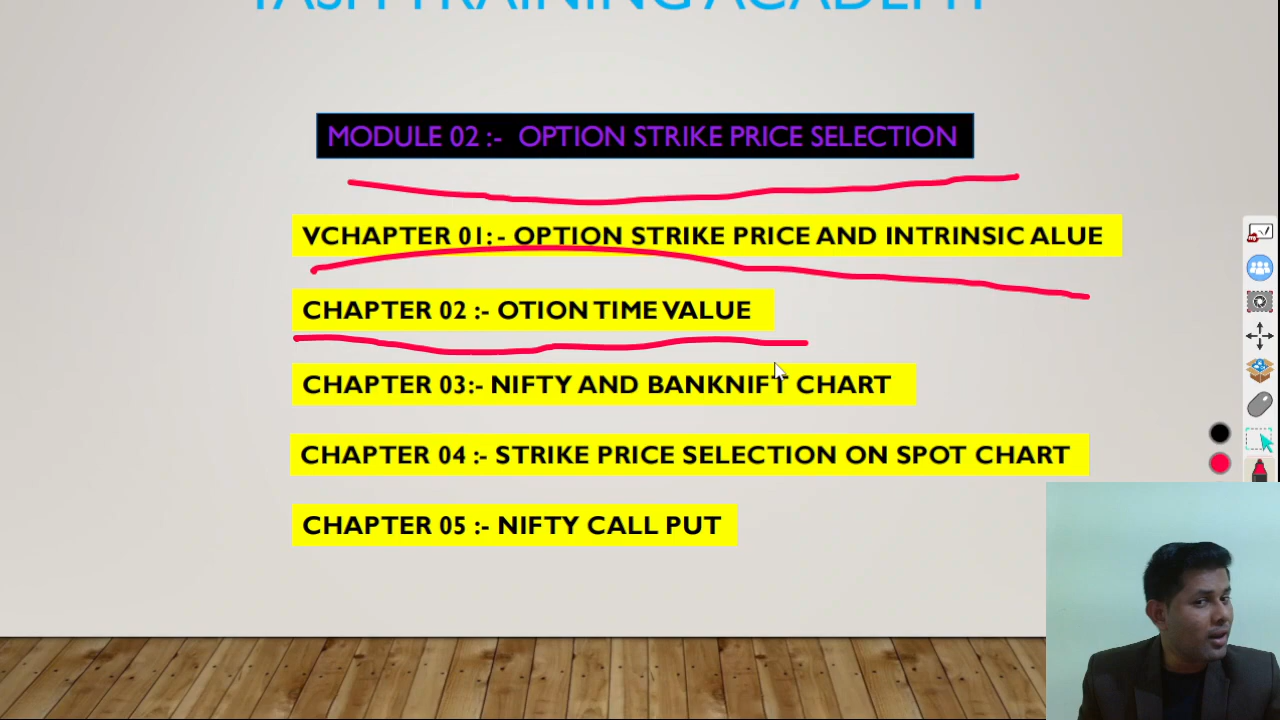 TRAINING ACADEMY
MODULE 02 :- OPTION STRIKE PRICE SELECTION
VCHAPTER 01: - OPTION STRIKE PRICE AND INTRINSIC ALUE
CHAPTER 02 :- OTION TIME VALUE
CHAPTER 03:- NIFTY AND BANKNIFT CHART
CHAPTER 04 :- STRIKE PRICE SELECTION ON SPOT CHART
CHAPTER 05 :- NIFTY CALL PUT